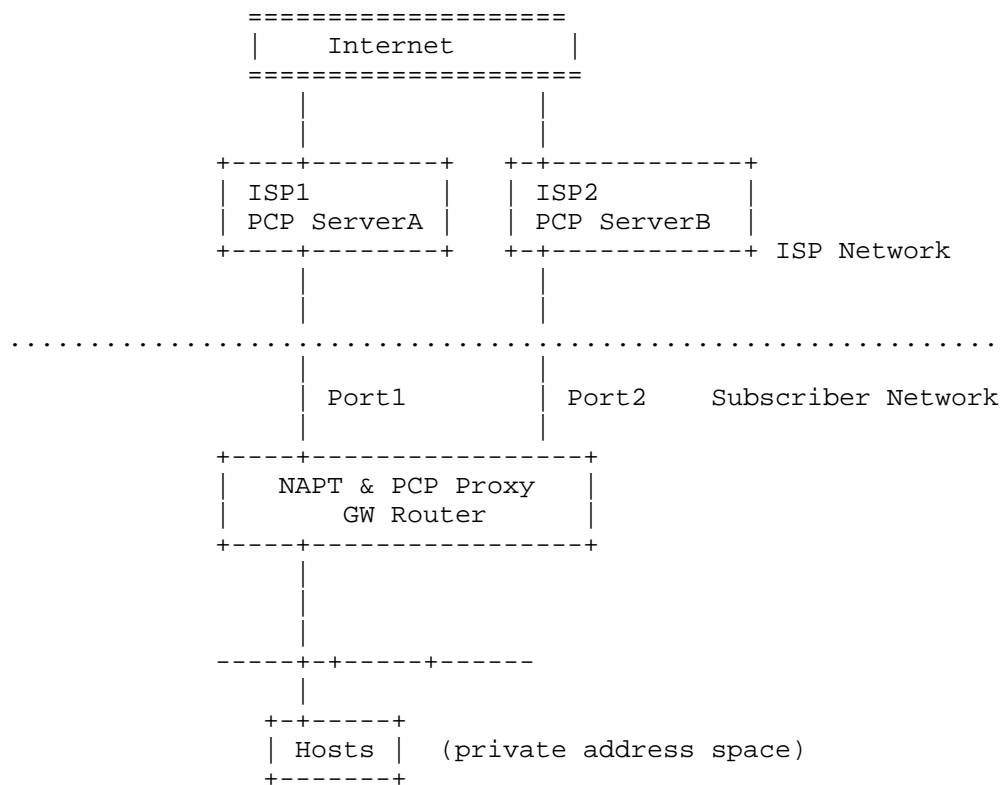 Internet
ISP1 ISP2
PCP ServerA PCP ServerB
ISP Network
Port1 Port2 Subscriber Network
NAPT & PCP Proxy
GW Router
Hosts (private address space)